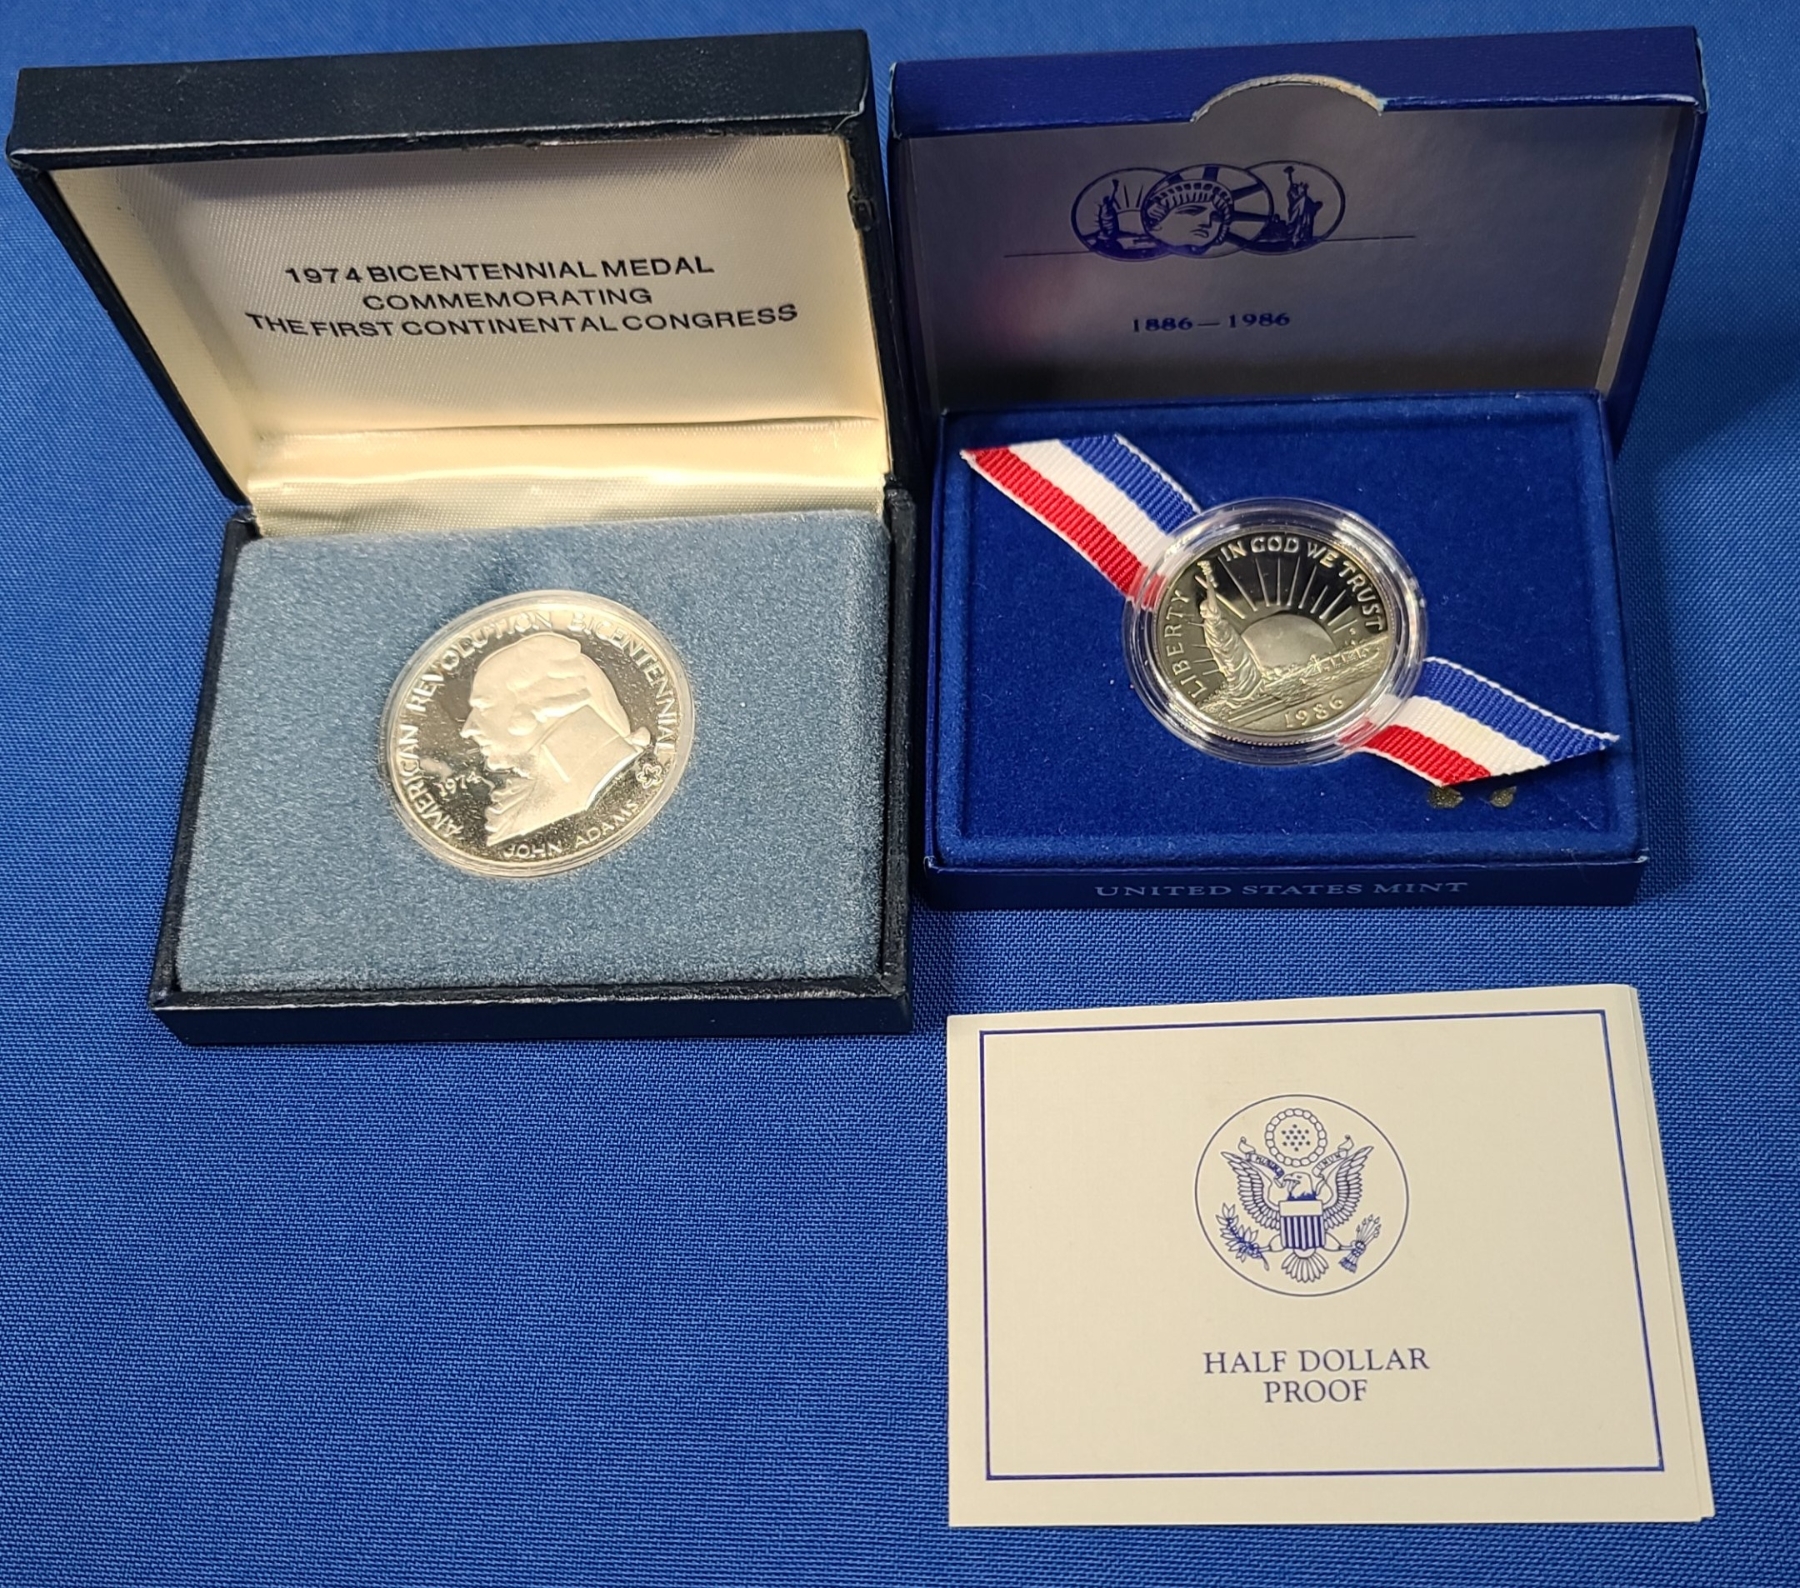 1974 BICENTENNIAL MEDAL
COMMEMORATING
THE FIRST CONTINENTAL CONGRESS
AMERICAN REVOLUTION BICENTENNIAL
1974
JOHN ADAMS
1886–1986
IN GOD WE TRUST
LIBERTY
1986
UNITED STATES MINT
HALF DOLLAR
PROOF